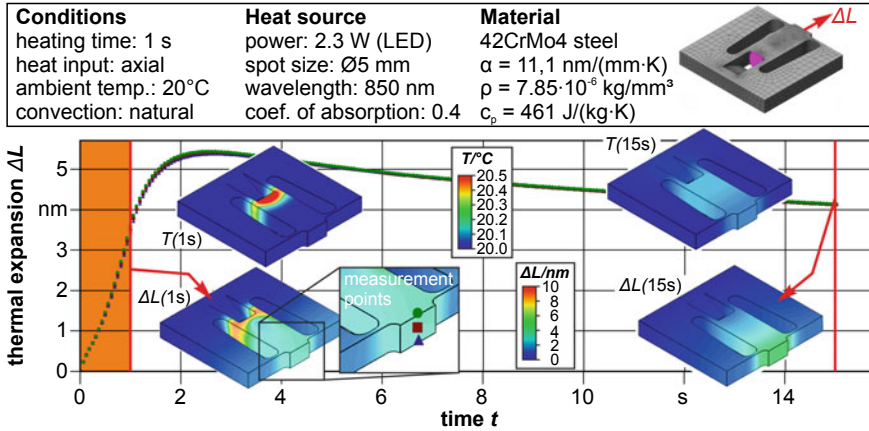 Conditions
heating time: 1 s
heat input: axial
ambient temp.: 20°C
convection: natural
Heat source
power: 2.3 W (LED)
spot size: Ø5 mm
wavelength: 850 nm
coef. of absorption: 0.4
Material
42CrMo4 steel
α = 11,1 nm/(mm·K)
ρ = 7.85·10⁻⁶ kg/mm³
cₚ = 461 J/(kg·K)
ΔL
thermal expansion ΔL
5
nm
3
2
1
0
T(1s)
ΔL(1s)
measurement
points
T/°C
20.5
20.4
20.3
20.2
20.1
20.0
ΔL/nm
10
8
6
4
2
0
T(15s)
ΔL(15s)
0 2 4 6 8 10 s 14
time t